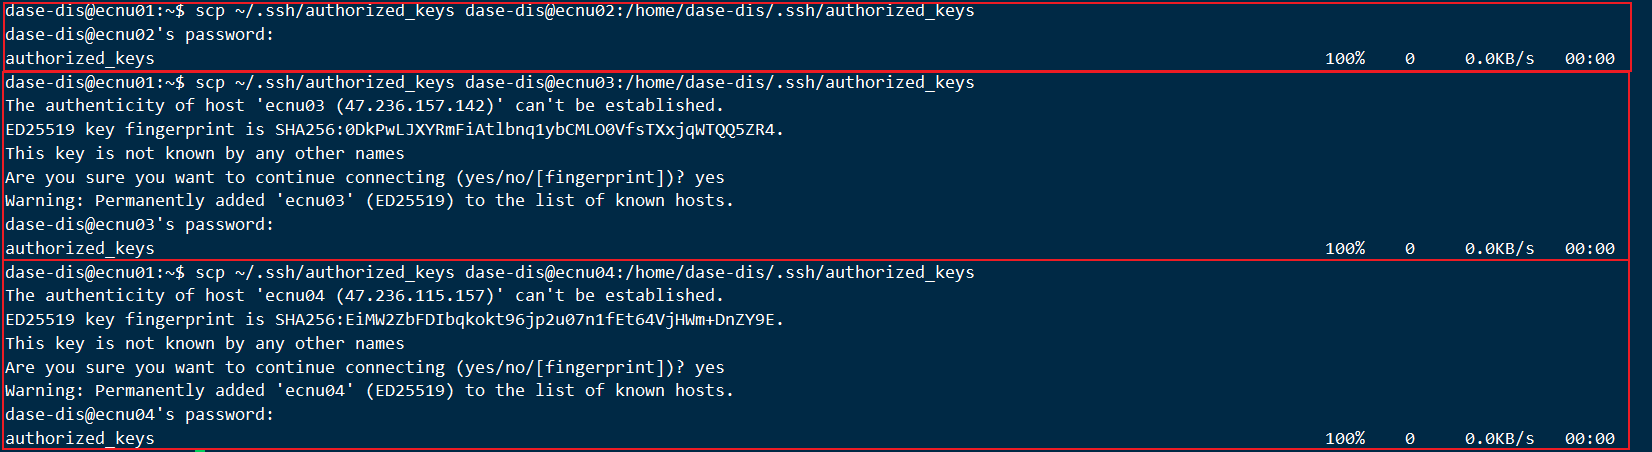 dase-dis@ecnu01:~$ scp ~/.ssh/authorized_keys dase-dis@ecnu02:/home/dase-dis/.ssh/authorized_keys
dase-dis@ecnu02's password:
authorized_keys 100% 0 0.0KB/s 00:00
dase-dis@ecnu01:~$ scp ~/.ssh/authorized_keys dase-dis@ecnu03:/home/dase-dis/.ssh/authorized_keys
The authenticity of host 'ecnu03 (47.236.157.142)' can't be established.
ED25519 key fingerprint is SHA256:0DkPwLJXYRmFiAtlbnq1ybCMLO0VfsTXxjqWTQQ5ZR4.
This key is not known by any other names
Are you sure you want to continue connecting (yes/no/[fingerprint])? yes
Warning: Permanently added 'ecnu03' (ED25519) to the list of known hosts.
dase-dis@ecnu03's password:
authorized_keys 100% 0 0.0KB/s 00:00
dase-dis@ecnu01:~$ scp ~/.ssh/authorized_keys dase-dis@ecnu04:/home/dase-dis/.ssh/authorized_keys
The authenticity of host 'ecnu04 (47.236.115.157)' can't be established.
ED25519 key fingerprint is SHA256:EiMW2ZbFDIbqkokt96jp2u07n1fEt64VjHWm+DnZY9E.
This key is not known by any other names
Are you sure you want to continue connecting (yes/no/[fingerprint])? yes
Warning: Permanently added 'ecnu04' (ED25519) to the list of known hosts.
dase-dis@ecnu04's password:
authorized_keys 100% 0 0.0KB/s 00:00